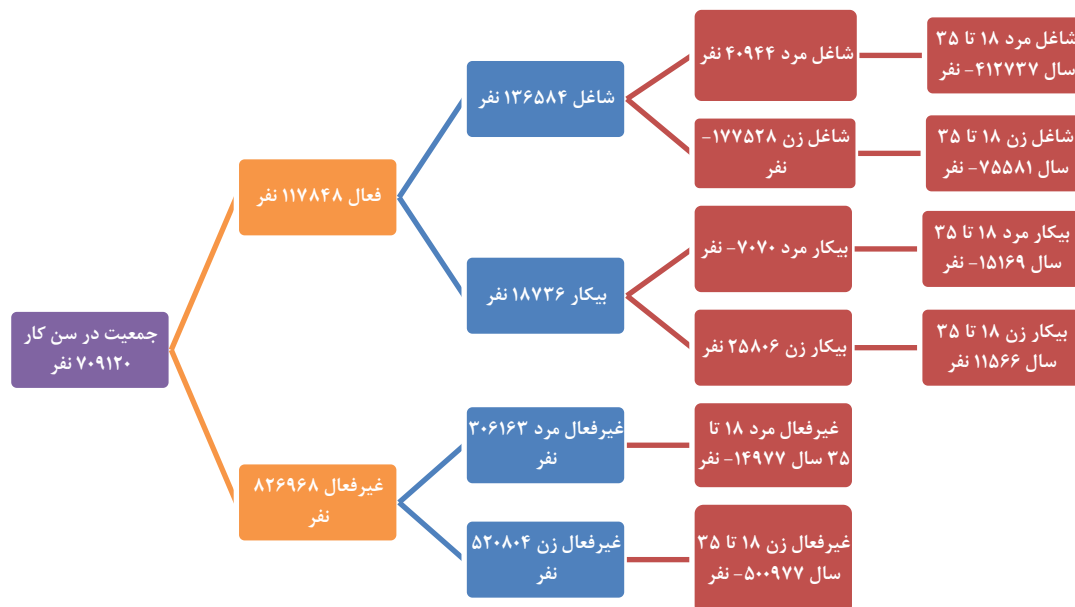 جمعیت در سن کار
۷۰۹۱۲۰ نفر
فعال ۱۱۷۸۴۸ نفر
شاغل ۱۳۶۵۸۴ نفر
شاغل مرد ۴۰۹۴۴ نفر
شاغل مرد ۱۸ تا ۳۵
سال ۴۱۲۷۳۷- نفر
شاغل زن ۱۷۷۵۲۸-
نفر
شاغل زن ۱۸ تا ۳۵
سال ۷۵۵۸۱- نفر
بیکار ۱۸۷۳۶ نفر
بیکار مرد ۷۰۷۰- نفر
بیکار مرد ۱۸ تا ۳۵
سال ۱۵۱۶۹- نفر
بیکار زن ۲۵۸۰۶ نفر
بیکار زن ۱۸ تا ۳۵
سال ۱۱۵۶۶ نفر
غیرفعال ۸۲۶۹۶۸
نفر
غیرفعال مرد ۳۰۶۱۶۳
نفر
غیرفعال مرد ۱۸ تا
۳۵ سال ۱۴۹۷۷- نفر
غیرفعال زن ۵۲۰۸۰۴
نفر
غیرفعال زن ۱۸ تا ۳۵
سال ۵۰۰۹۷۷- نفر